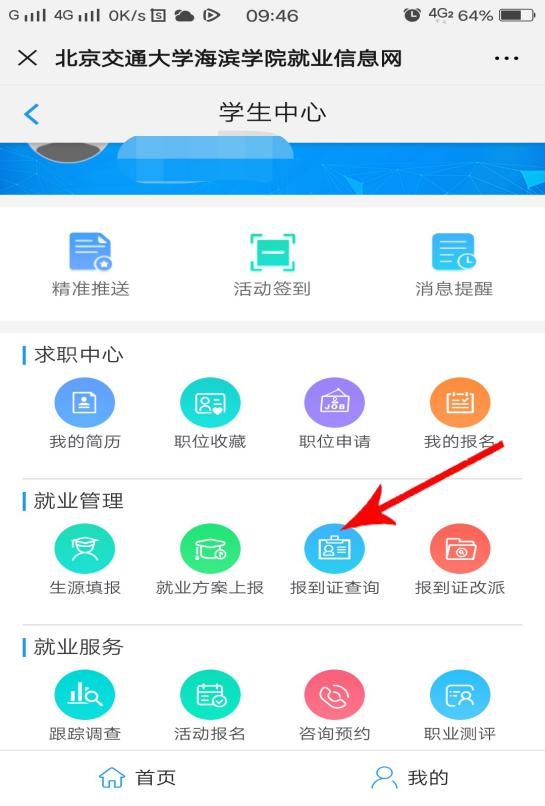 G 4G 0K/s S 09:46 4G2 64%
北京交通大学海滨学院就业信息网
学生中心
精准推送 活动签到 消息提醒
求职中心
JOB
我的简历 职位收藏 职位申请 我的报名
就业管理
生源填报 就业方案上报 报到证查询 报到证改派
就业服务
跟踪调查 活动报名 咨询预约 职业测评
首页 我的